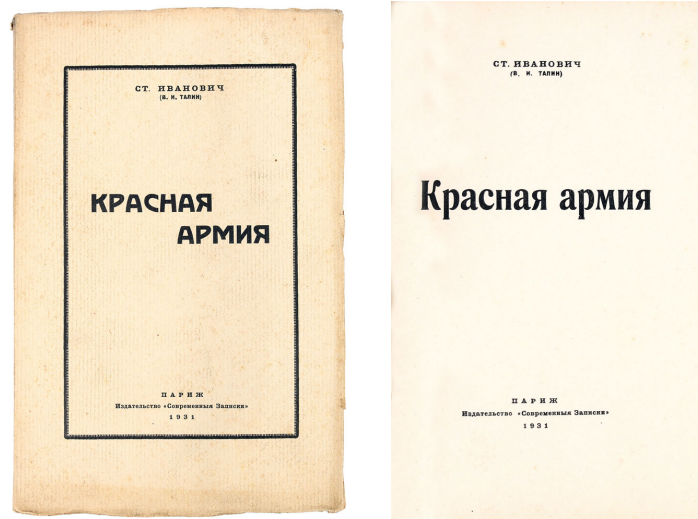 СТ. ИВАНОВИЧ
(В. И. ТАЛИН)
КРАСНАЯ
АРМИЯ
ПАРИЖ
Издательство «Современныя Записки»
1931
СТ. ИВАНОВИЧ
(В. И. ТАЛИН)
Красная армия
ПАРИЖ
Издательство «Современныя Записки»
1931